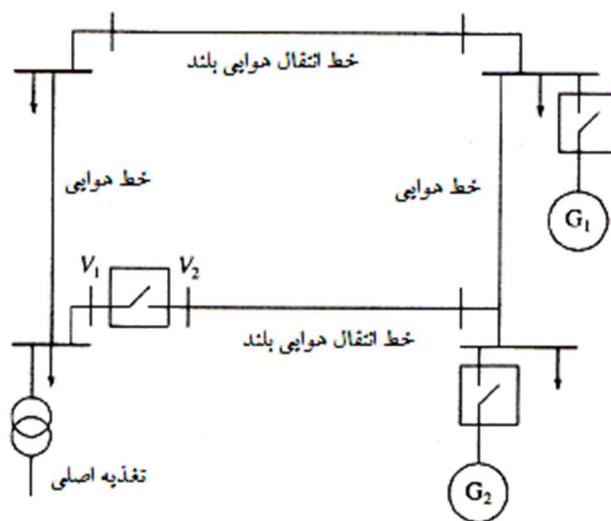 خط انتقال هوایی بلند
خط هوایی
خط هوایی
G1
V1
V2
خط انتقال هوایی بلند
تغذیه اصلی
G2